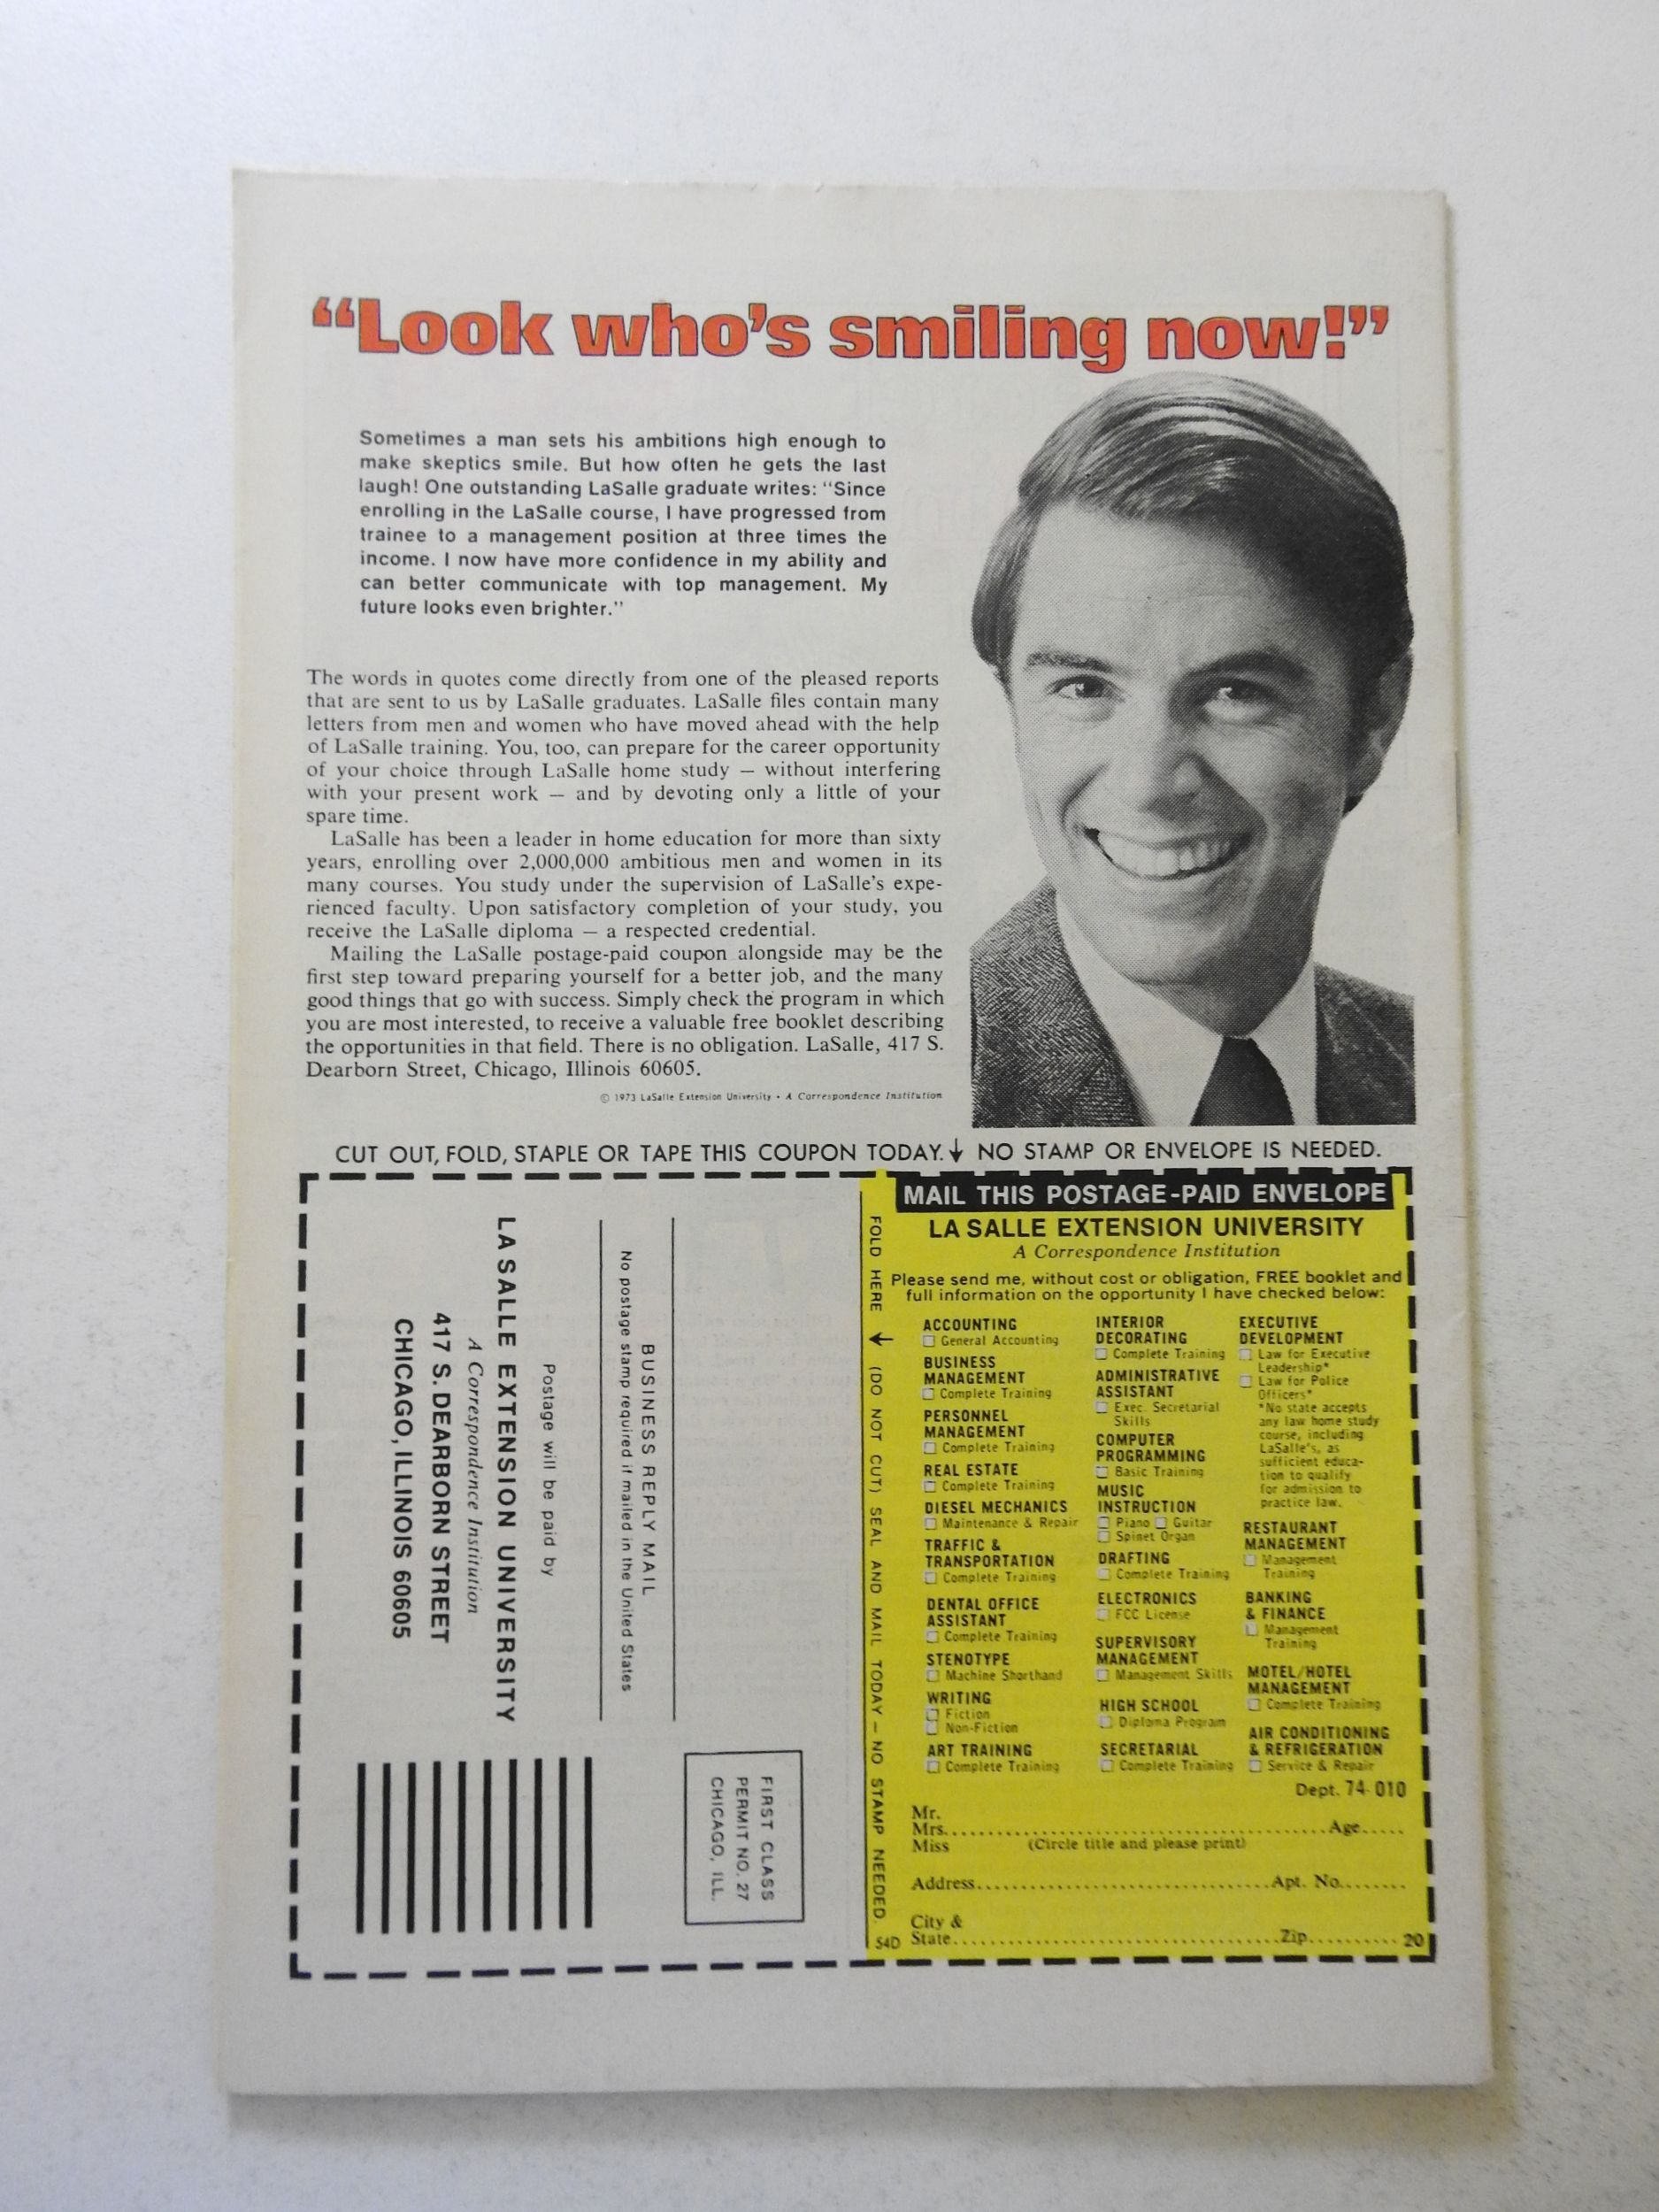 “Look who's smiling now!”
Sometimes a man sets his ambitions high enough to
make skeptics smile. But how often he gets the last
laugh! One outstanding LaSalle graduate writes: “Since
enrolling in the LaSalle course, I have progressed from
trainee to a management position at three times the
income. I now have more confidence in my ability and
can better communicate with top management. My
future looks even brighter.”
The words in quotes come directly from one of the pleased reports
that are sent to us by LaSalle graduates. LaSalle files contain many
letters from men and women who have moved ahead with the help
of LaSalle training. You, too, can prepare for the career opportunity
of your choice through LaSalle home study — without interfering
with your present work — and by devoting only a little of your
spare time.
LaSalle has been a leader in home education for more than sixty
years, enrolling over 2,000,000 ambitious men and women in its
many courses. You study under the supervision of LaSalle's expe-
rienced faculty. Upon satisfactory completion of your study, you
receive the LaSalle diploma — a respected credential.
Mailing the LaSalle postage-paid coupon alongside may be the
first step toward preparing yourself for a better job, and the many
good things that go with success. Simply check the program in which
you are most interested, to receive a valuable free booklet describing
the opportunities in that field. There is no obligation. LaSalle, 417 S.
Dearborn Street, Chicago, Illinois 60605.
© 1973 LaSalle Extension University • A Correspondence Institution
CUT OUT, FOLD, STAPLE OR TAPE THIS COUPON TODAY.↓ NO STAMP OR ENVELOPE IS NEEDED.
FIRST CLASS
PERMIT NO. 27
CHICAGO, ILL.
BUSINESS REPLY MAIL
No postage stamp required if mailed in the United States
Postage will be paid by
LA SALLE EXTENSION UNIVERSITY
A Correspondence Institution
417 S. DEARBORN STREET
CHICAGO, ILLINOIS 60605
FOLD HERE ↓ (DO NOT CUT) SEAL AND MAIL TODAY — NO STAMP NEEDED.
S4D
MAIL THIS POSTAGE-PAID ENVELOPE
LA SALLE EXTENSION UNIVERSITY
A Correspondence Institution
Please send me, without cost or obligation, FREE booklet and
full information on the opportunity I have checked below:
ACCOUNTING
☐ General Accounting
BUSINESS
MANAGEMENT
☐ Complete Training
PERSONNEL
MANAGEMENT
☐ Complete Training
REAL ESTATE
☐ Complete Training
DIESEL MECHANICS
☐ Maintenance & Repair
TRAFFIC &
TRANSPORTATION
☐ Complete Training
DENTAL OFFICE
ASSISTANT
☐ Complete Training
STENOTYPE
☐ Machine Shorthand
WRITING
☐ Fiction
☐ Non-Fiction
ART TRAINING
☐ Complete Training
INTERIOR
DECORATING
☐ Complete Training
ADMINISTRATIVE
ASSISTANT
☐ Exec. Secretarial
Skills
COMPUTER
PROGRAMMING
☐ Basic Training
MUSIC
INSTRUCTION
☐ Piano ☐ Guitar
☐ Spinet Organ
DRAFTING
☐ Complete Training
ELECTRONICS
☐ FCC License
SUPERVISORY
MANAGEMENT
☐ Management Skills
HIGH SCHOOL
☐ Diploma Program
SECRETARIAL
☐ Complete Training
EXECUTIVE
DEVELOPMENT
☐ Law for Executive
Leadership*
☐ Law for Police
Officers*
*No state accepts
any law home study
course, including
LaSalle's, as
sufficient educa-
tion to qualify
for admission to
practice law.
RESTAURANT
MANAGEMENT
☐ Management
Training
BANKING
& FINANCE
☐ Management
Training
MOTEL/HOTEL
MANAGEMENT
☐ Complete Training
AIR CONDITIONING
& REFRIGERATION
☐ Service & Repair
Dept. 74-010
Mr.
Mrs. Age
Miss (Circle title and please print)
Address Apt. No.
City &
State Zip 20